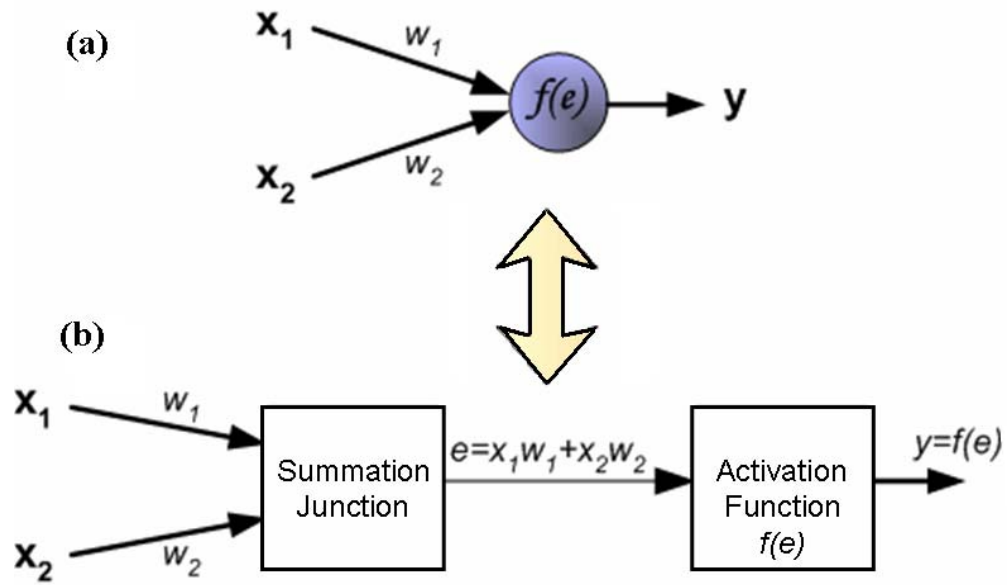 (a)
x₁
w₁
f(e)
y
x₂
w₂
(b)
x₁
w₁
Summation
Junction
e=x₁w₁+x₂w₂
Activation
Function
f(e)
y=f(e)
x₂
w₂